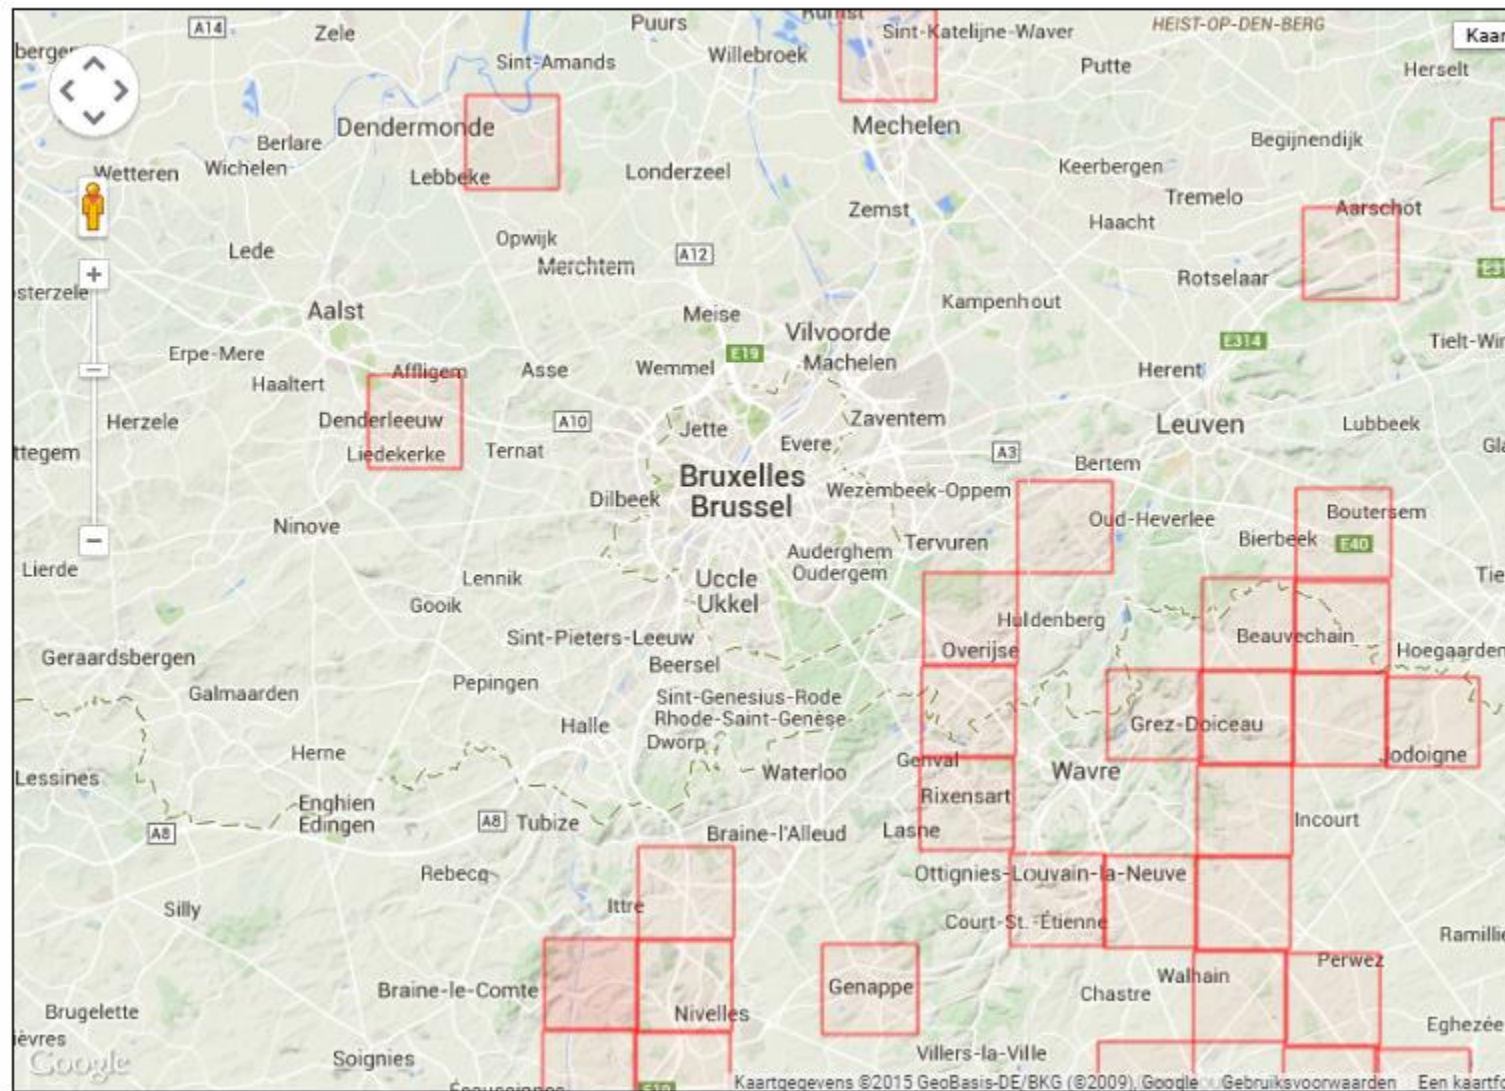 A14
Zele
Puurs
Sint-Katelijne-Waver
HEIST-OP-DEN-BERG
Sint-Amands
Willebroek
Putte
Herselt
Dendermonde
Mechelen
Berlare
Begijnendijk
Wetteren
Wichelen
Lebbeke
Londerzeel
Keerbergen
Tremelo
Aarschot
Zemst
Haacht
Lede
Opwijk
A12
Merchtem
Rotselaar
Aalst
Kampenhout
Meise
Vilvoorde
E314
Erpe-Mere
E19
Machelen
Haaltert
Affligem
Asse
Wemmel
Herent
Herzele
Denderleeuw
A10
Jette
Zaventem
Leuven
Lubbeek
Liedekerke
Ternat
Evere
A3
Bertem
Bruxelles
Brussel
Dilbeek
Wezembeek-Oppem
Oud-Heverlee
Boutersem
Ninove
Auderghem
Oudergem
Tervuren
Bierbeek
E40
Lierde
Lennik
Uccle
Ukkel
Gooik
Huldenberg
Sint-Pieters-Leeuw
Overijse
Beauvechain
Hoegaarden
Geraardsbergen
Beersel
Galmaarden
Pepingen
Sint-Genesius-Rode
Rhode-Saint-Genèse
Halle
Dworp
Grez-Doiceau
Herne
Genval
Jodoigne
Lessines
Waterloo
Wavre
Rixensart
Enghien
Edingen
A8
A8
Tubize
Braine-l'Alleud
Lasne
Incourt
Rebecq
Ottignies-Louvain-la-Neuve
Silly
Ittre
Court-St.-Étienne
Braine-le-Comte
Genappe
Walhain
Perwez
Chastre
Brugelette
Nivelles
Google
Soignies
Villers-la-Ville
E19
Kaartgegevens ©2015 GeoBasis-DE/BKG (©2009), Google
Gebruiksvoorwaarden